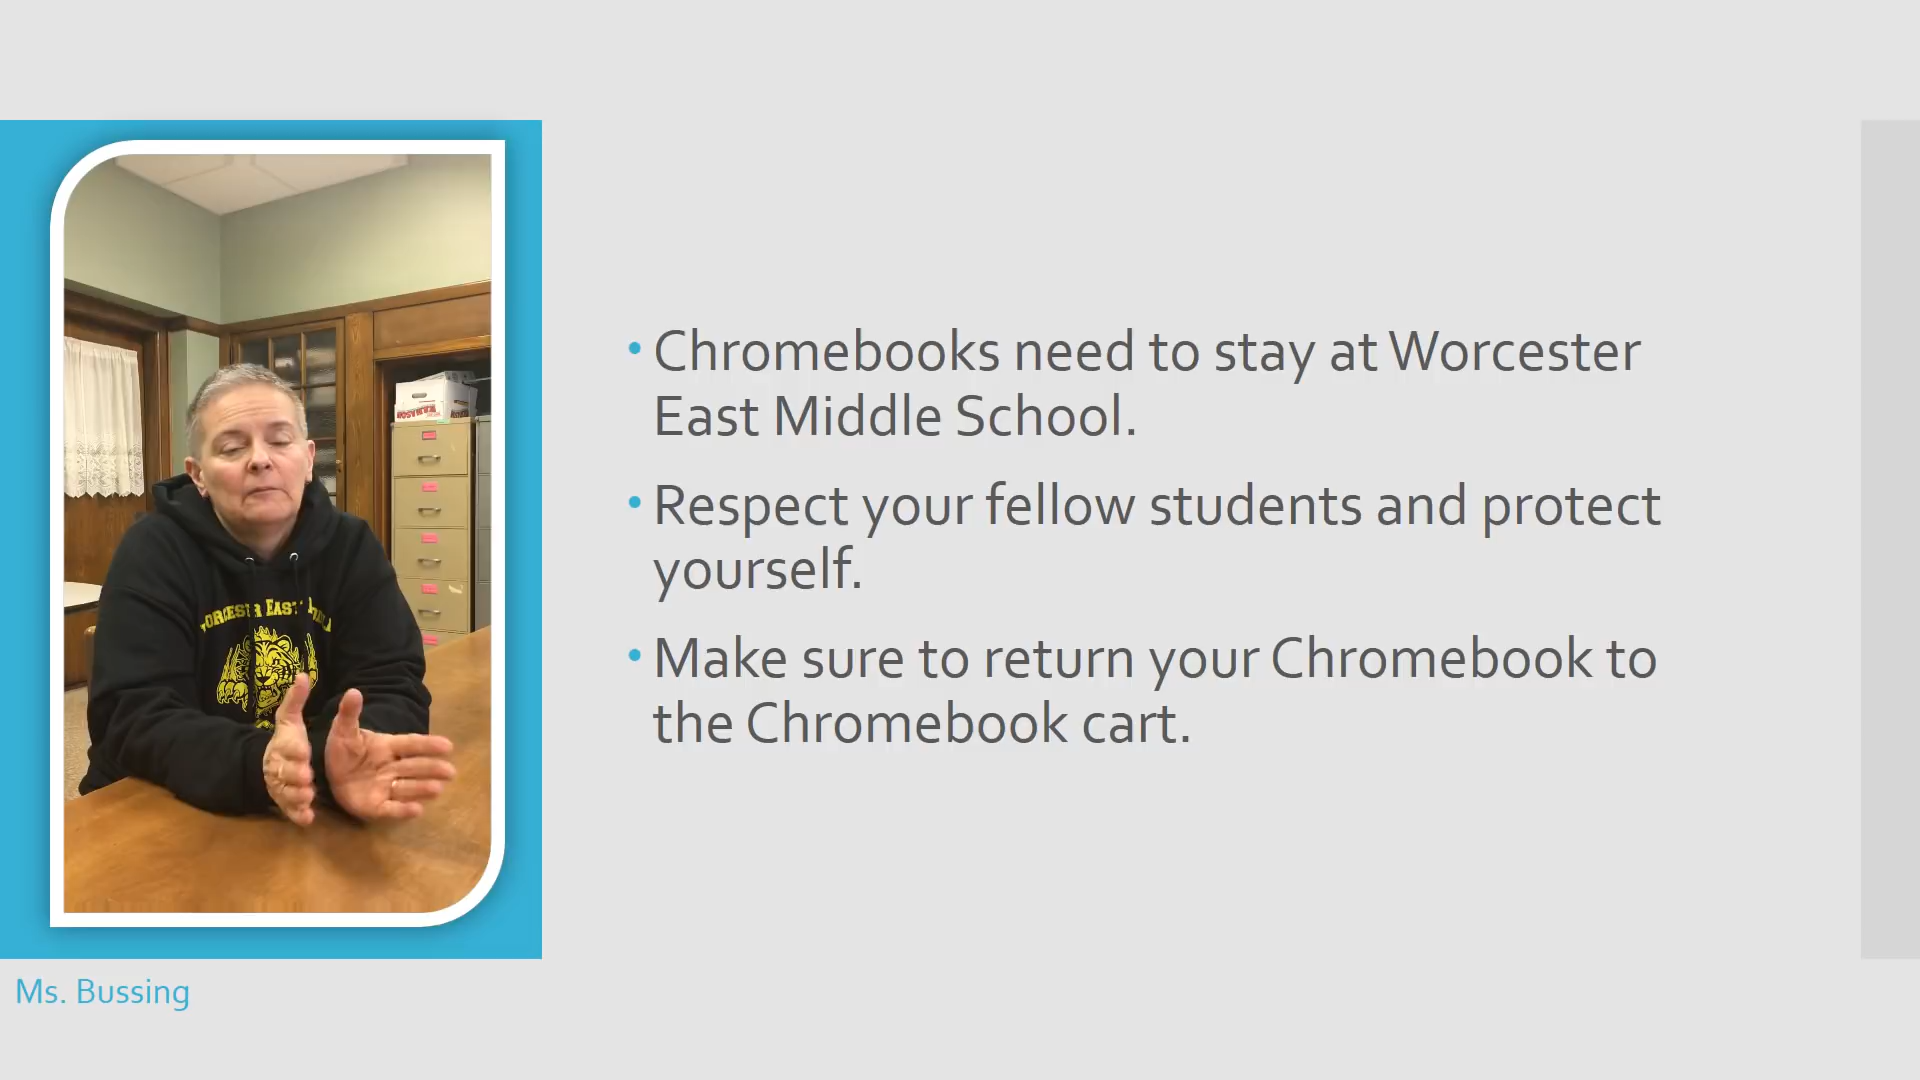 • Chromebooks need to stay at Worcester
East Middle School.
• Respect your fellow students and protect
yourself.
• Make sure to return your Chromebook to
the Chromebook cart.
Ms. Bussing